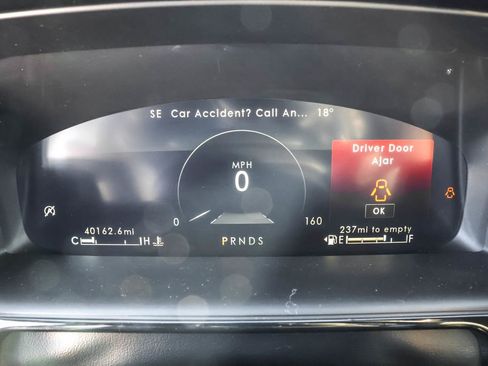 SE Car Accident? Call An... 18°
Driver Door
Ajar
MPH
0
OK
0
160
40162.6mi
237mi to empty
C H
E F
PRNDS